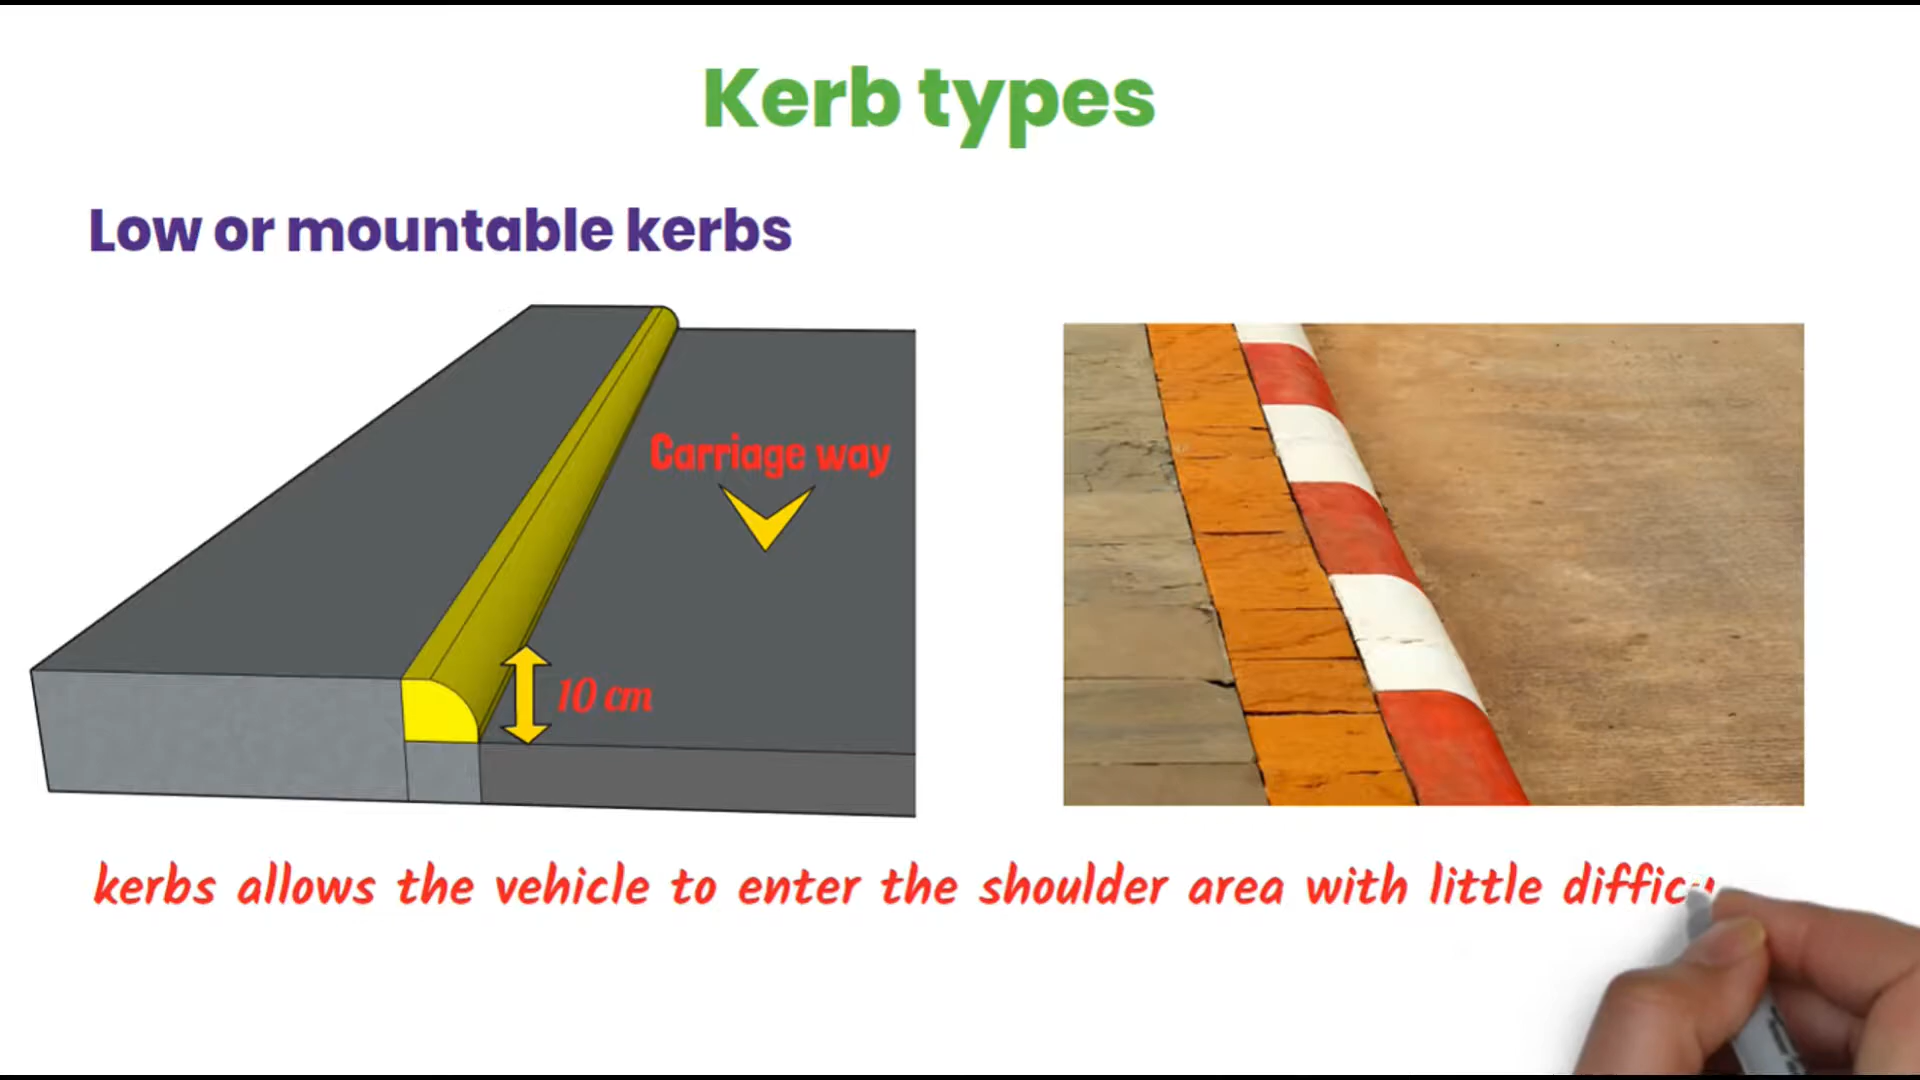 Kerb types
Low or mountable kerbs
Carriage way
10 cm
kerbs allows the vehicle to enter the shoulder area with little